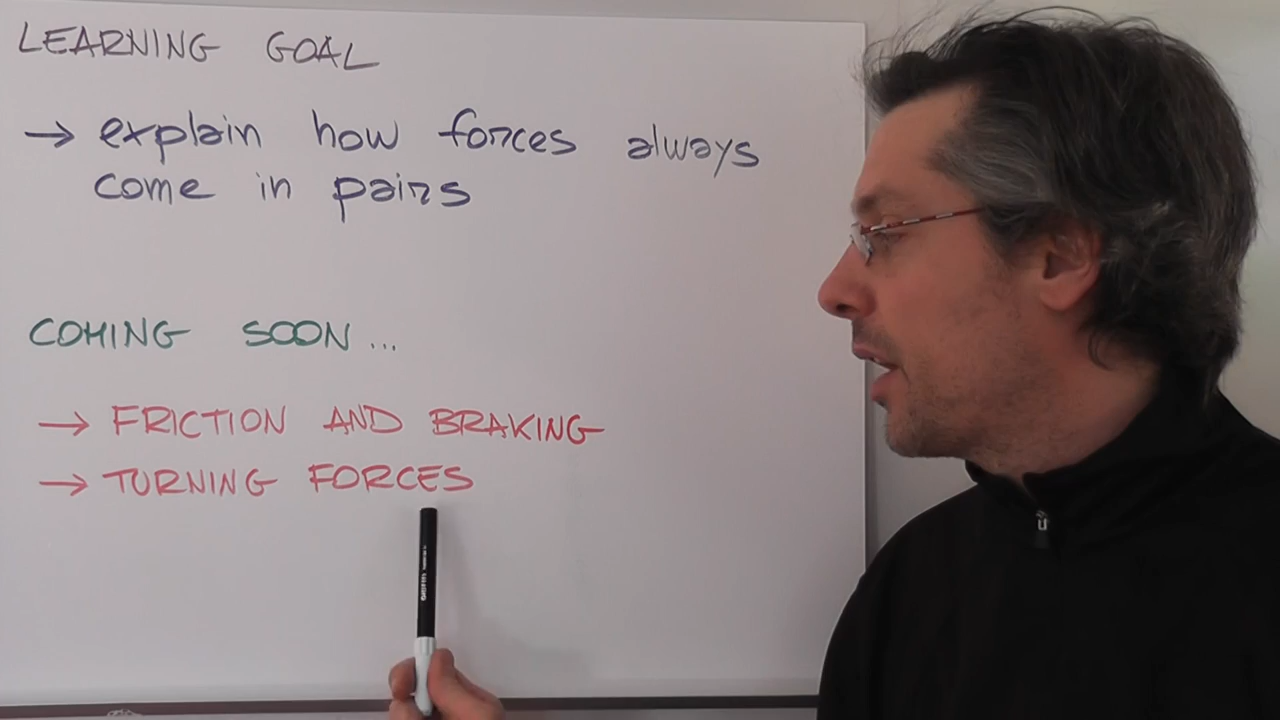 LEARNING GOAL
→ explain how forces always
come in pairs
COMING SOON...
→ FRICTION AND BRAKING
→ TURNING FORCES